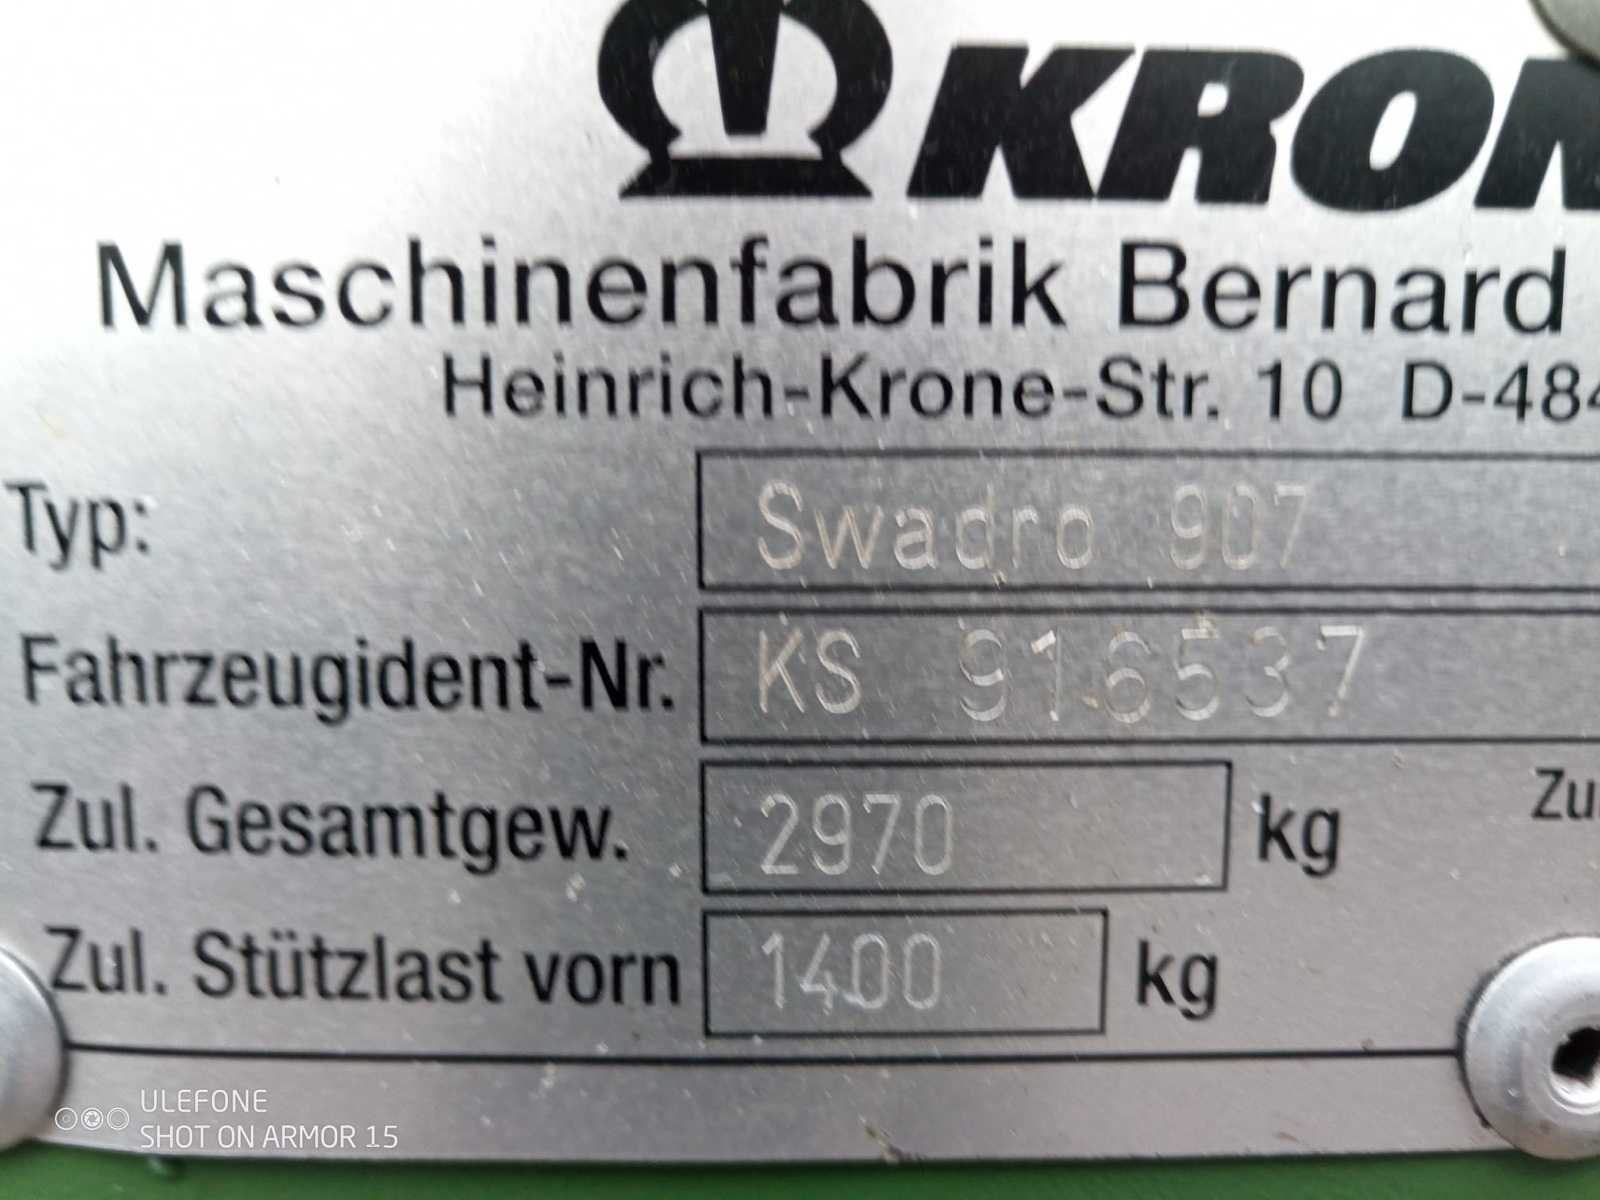 KRON
Maschinenfabrik Bernard
Heinrich-Krone-Str. 10 D-484
Typ: Swadro 907
Fahrzeugident-Nr. KS 916537
Zul. Gesamtgew. 2970 kg Zu
Zul. Stützlast vorn 1400 kg
ULEFONE
SHOT ON ARMOR 15